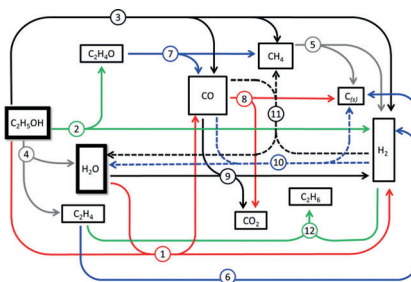 3
C₂H₄O
7
CH₄
5
CO
8
C(s)
11
C₂H₅OH
2
4
H₂O
H₂
10
9
C₂H₆
C₂H₄
CO₂
12
1
6